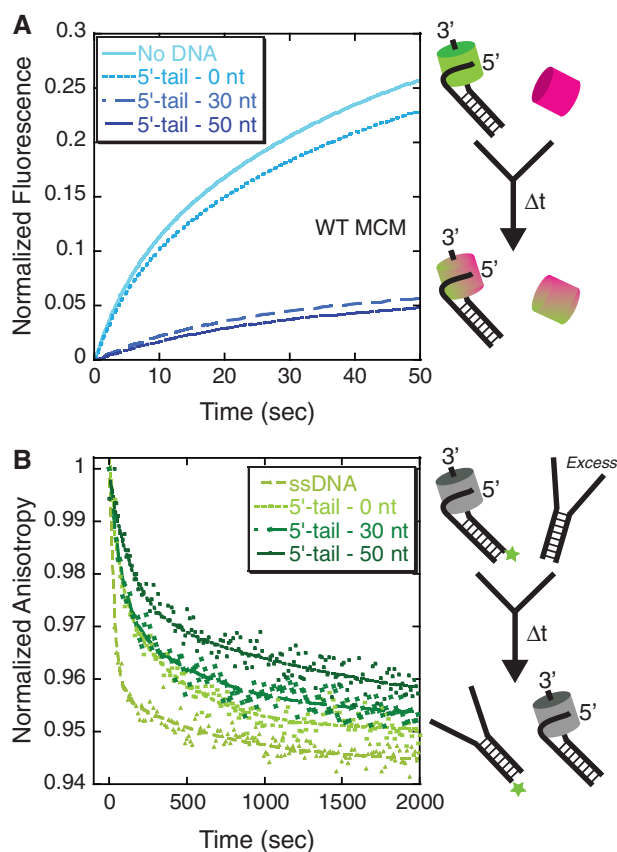 A
Normalized Fluorescence
0.3
0.25
0.2
0.15
0.1
0.05
0
No DNA
5'-tail - 0 nt
5'-tail - 30 nt
5'-tail - 50 nt
WT MCM
0 10 20 30 40 50
Time (sec)
3’
5’
Δt
3’
5’
B
Normalized Anisotropy
1
0.99
0.98
0.97
0.96
0.95
0.94
ssDNA
5'-tail - 0 nt
5'-tail - 30 nt
5'-tail - 50 nt
0 500 1000 1500 2000
Time (sec)
3’
5’
Excess
Δt
3’
5’